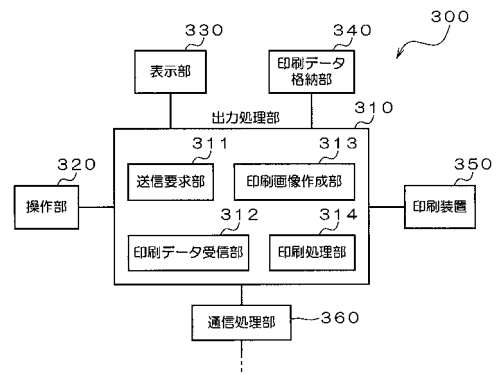 300
330
表示部
340
印刷データ
格納部
310
出力処理部
311
送信要求部
313
印刷画像作成部
320
操作部
350
印刷装置
312
印刷データ受信部
314
印刷処理部
通信処理部
360